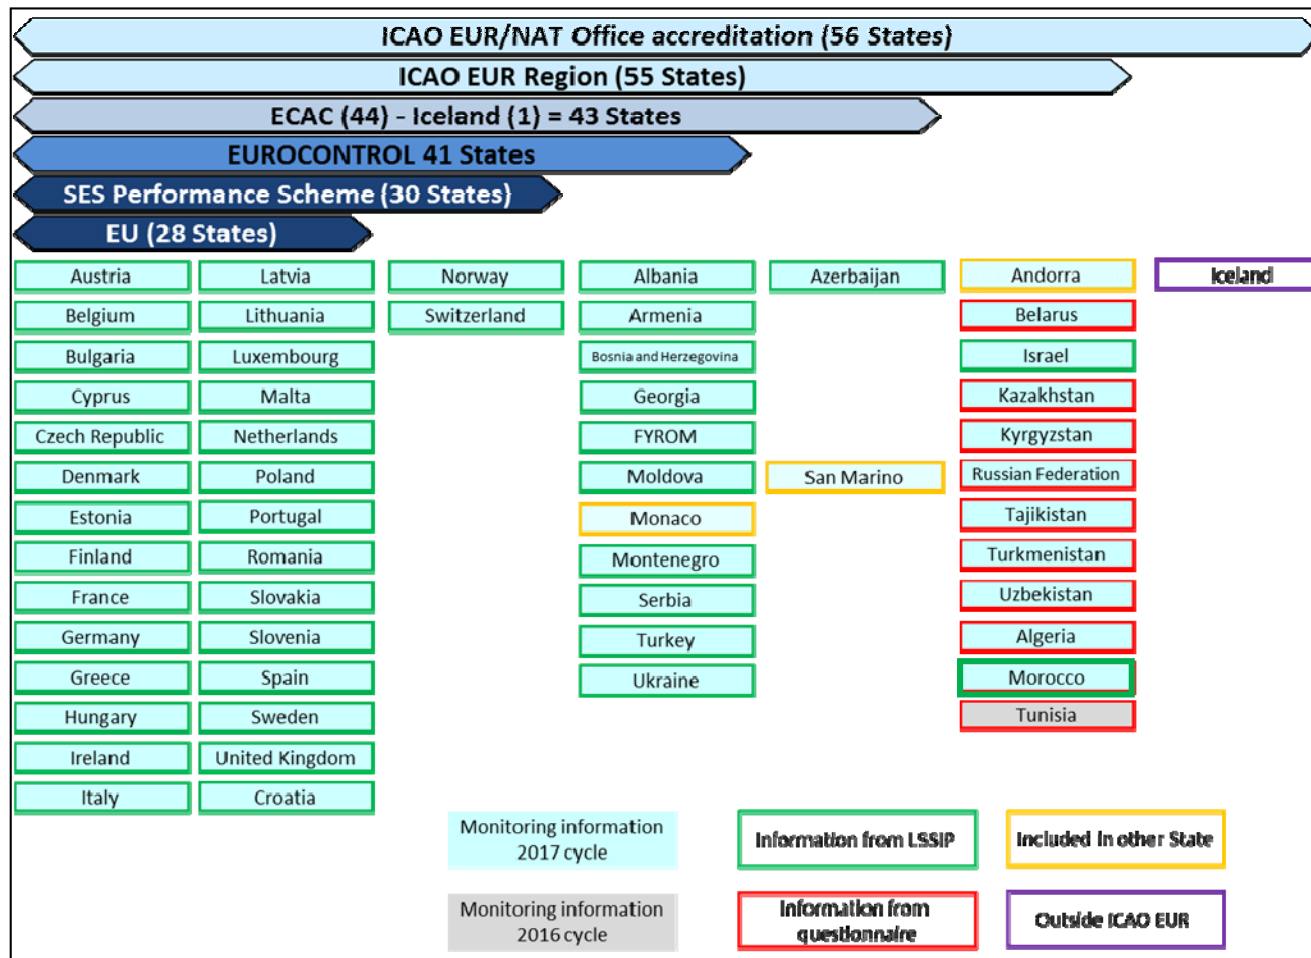 ICAO EUR/NAT Office accreditation (56 States)
ICAO EUR Region (55 States)
ECAC (44) - Iceland (1) = 43 States
EUROCONTROL 41 States
SES Performance Scheme (30 States)
EU (28 States)
Austria Latvia Norway Albania Azerbaijan Andorra Iceland
Belgium Lithuania Switzerland Armenia Belarus
Bulgaria Luxembourg Bosnia and Herzegovina Israel
Cyprus Malta Georgia Kazakhstan
Czech Republic Netherlands FYROM Kyrgyzstan
Denmark Poland Moldova San Marino Russian Federation
Estonia Portugal Monaco Tajikistan
Finland Romania Montenegro Turkmenistan
France Slovakia Serbia Uzbekistan
Germany Slovenia Turkey Algeria
Greece Spain Ukraine Morocco
Hungary Sweden Tunisia
Ireland United Kingdom
Italy Croatia
Monitoring information
2017 cycle
Information from LSSIP
Included in other State
Monitoring information
2016 cycle
Information from
questionnaire
Outside ICAO EUR